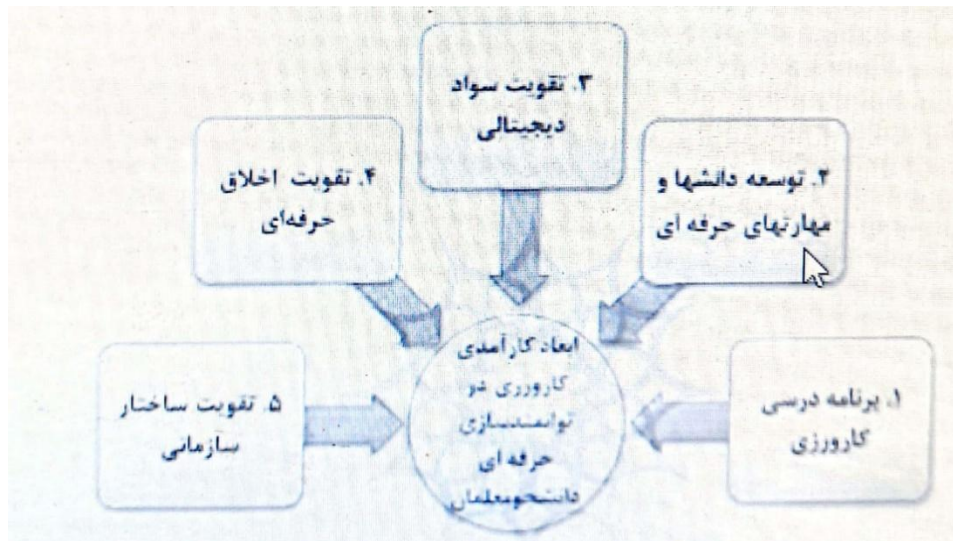 ۳. تقویت سواد
دیجیتالی
۲. توسعه دانشها و
مهارتهای حرفه ای
۴. تقویت اخلاق
حرفه‌ای
ابعاد کارآمدی
کارورزی در
توانمندسازی
حرفه ای
دانشجومعلمان
۱. برنامه درسی
کارورزی
۵. تقویت ساختار
سازمانی